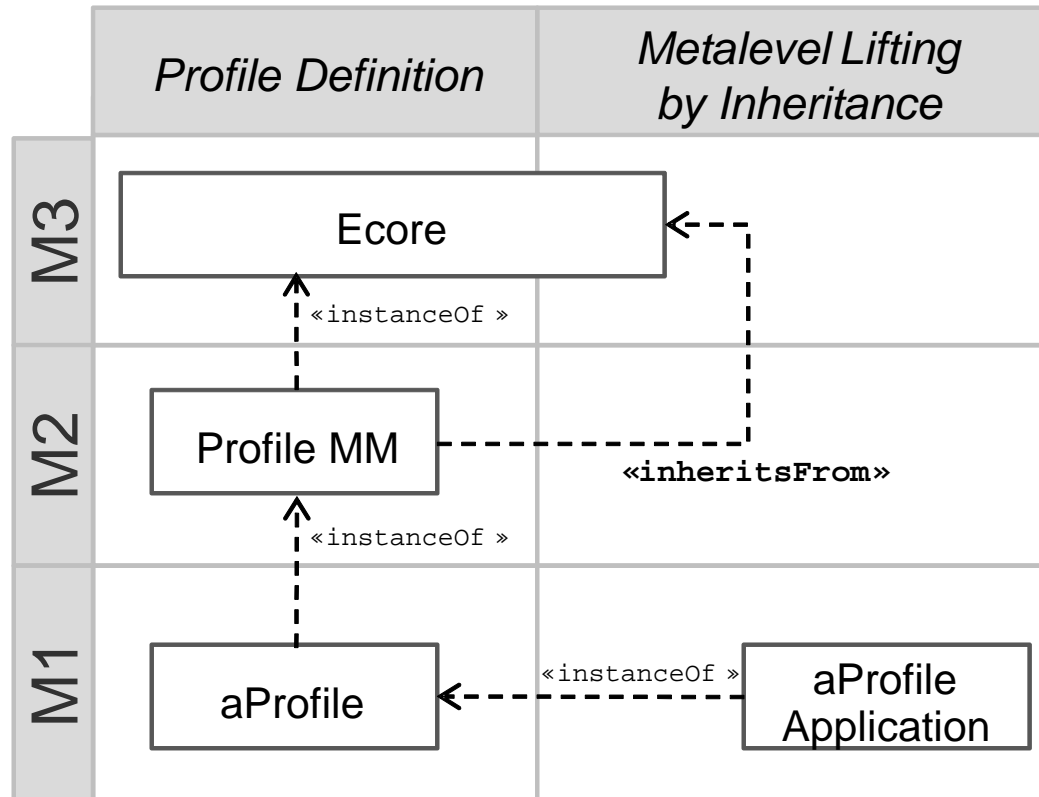 Profile Definition
Metalevel Lifting
by Inheritance
M3
Ecore
«instanceOf »
M2
Profile MM
«inheritsFrom»
«instanceOf »
M1
aProfile
«instanceOf »
aProfile
Application